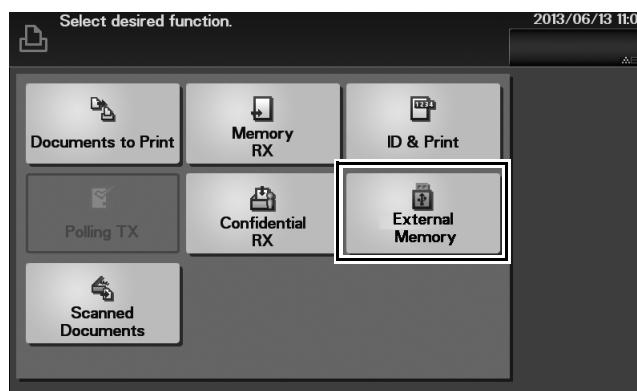 Select desired function.
2013/06/13 11:0
Documents to Print
Memory
RX
1234
ID & Print
Polling TX
Confidential
RX
External
Memory
Scanned
Documents